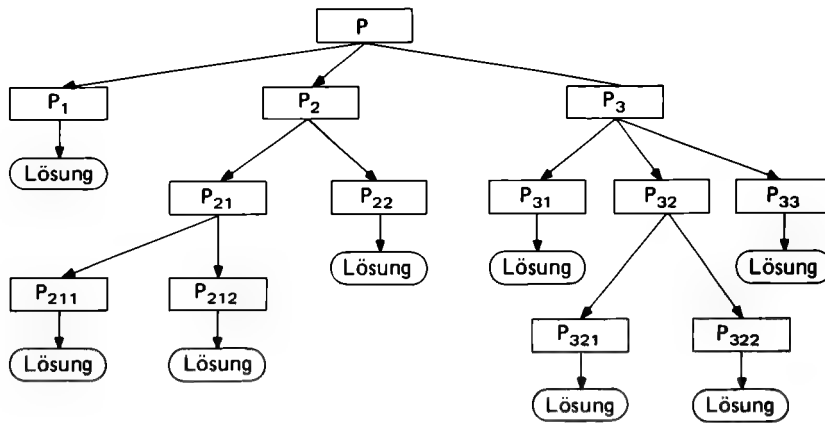 P
P₁ P₂ P₃
Lösung
P₂₁ P₂₂ P₃₁ P₃₂ P₃₃
Lösung Lösung Lösung
P₂₁₁ P₂₁₂
P₃₂₁ P₃₂₂
Lösung Lösung
Lösung Lösung